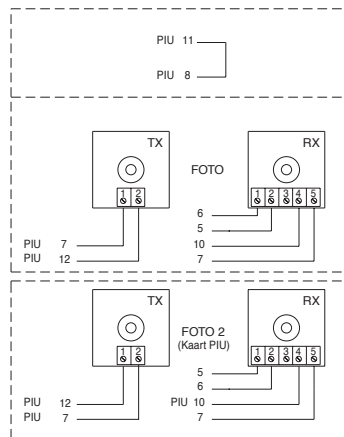 PIU 11
PIU 8
TX
FOTO
RX
1 2
1 2 3 4 5
6
5
PIU 7
10
PIU 12
7
TX
FOTO 2
(Kaart PIU)
RX
1 2
1 2 3 4 5
5
6
PIU 12
PIU 10
PIU 7
7